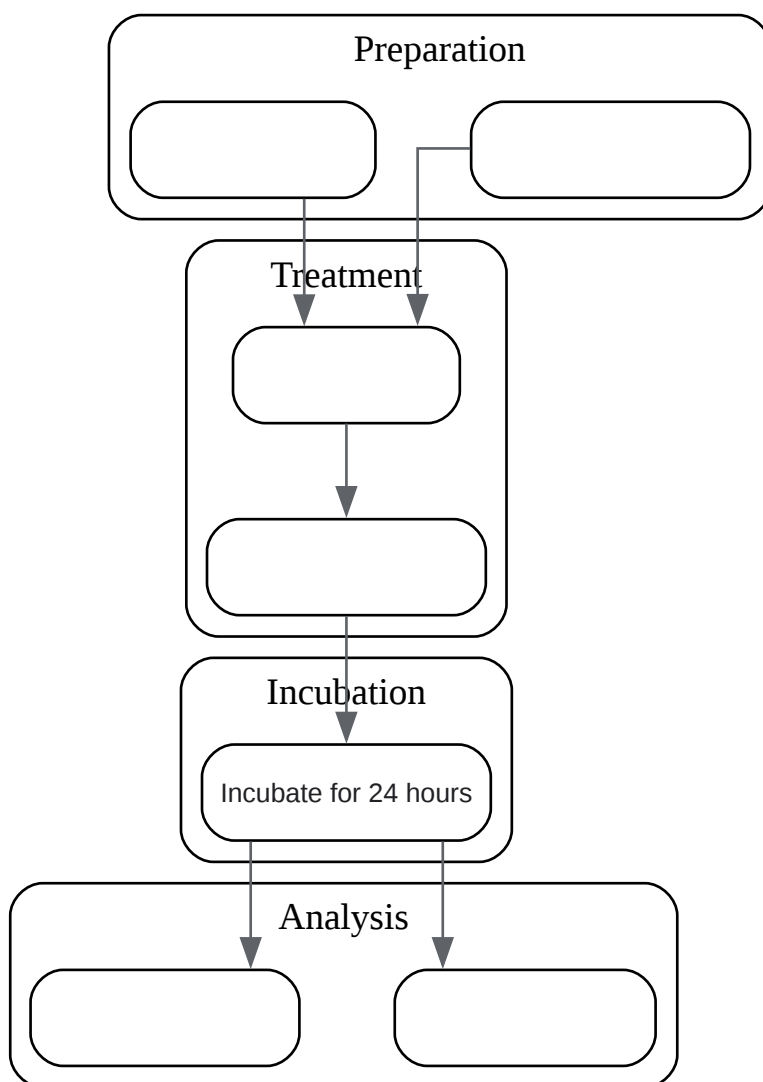 Preparation
Treatment
Incubation
Incubate for 24 hours
Analysis